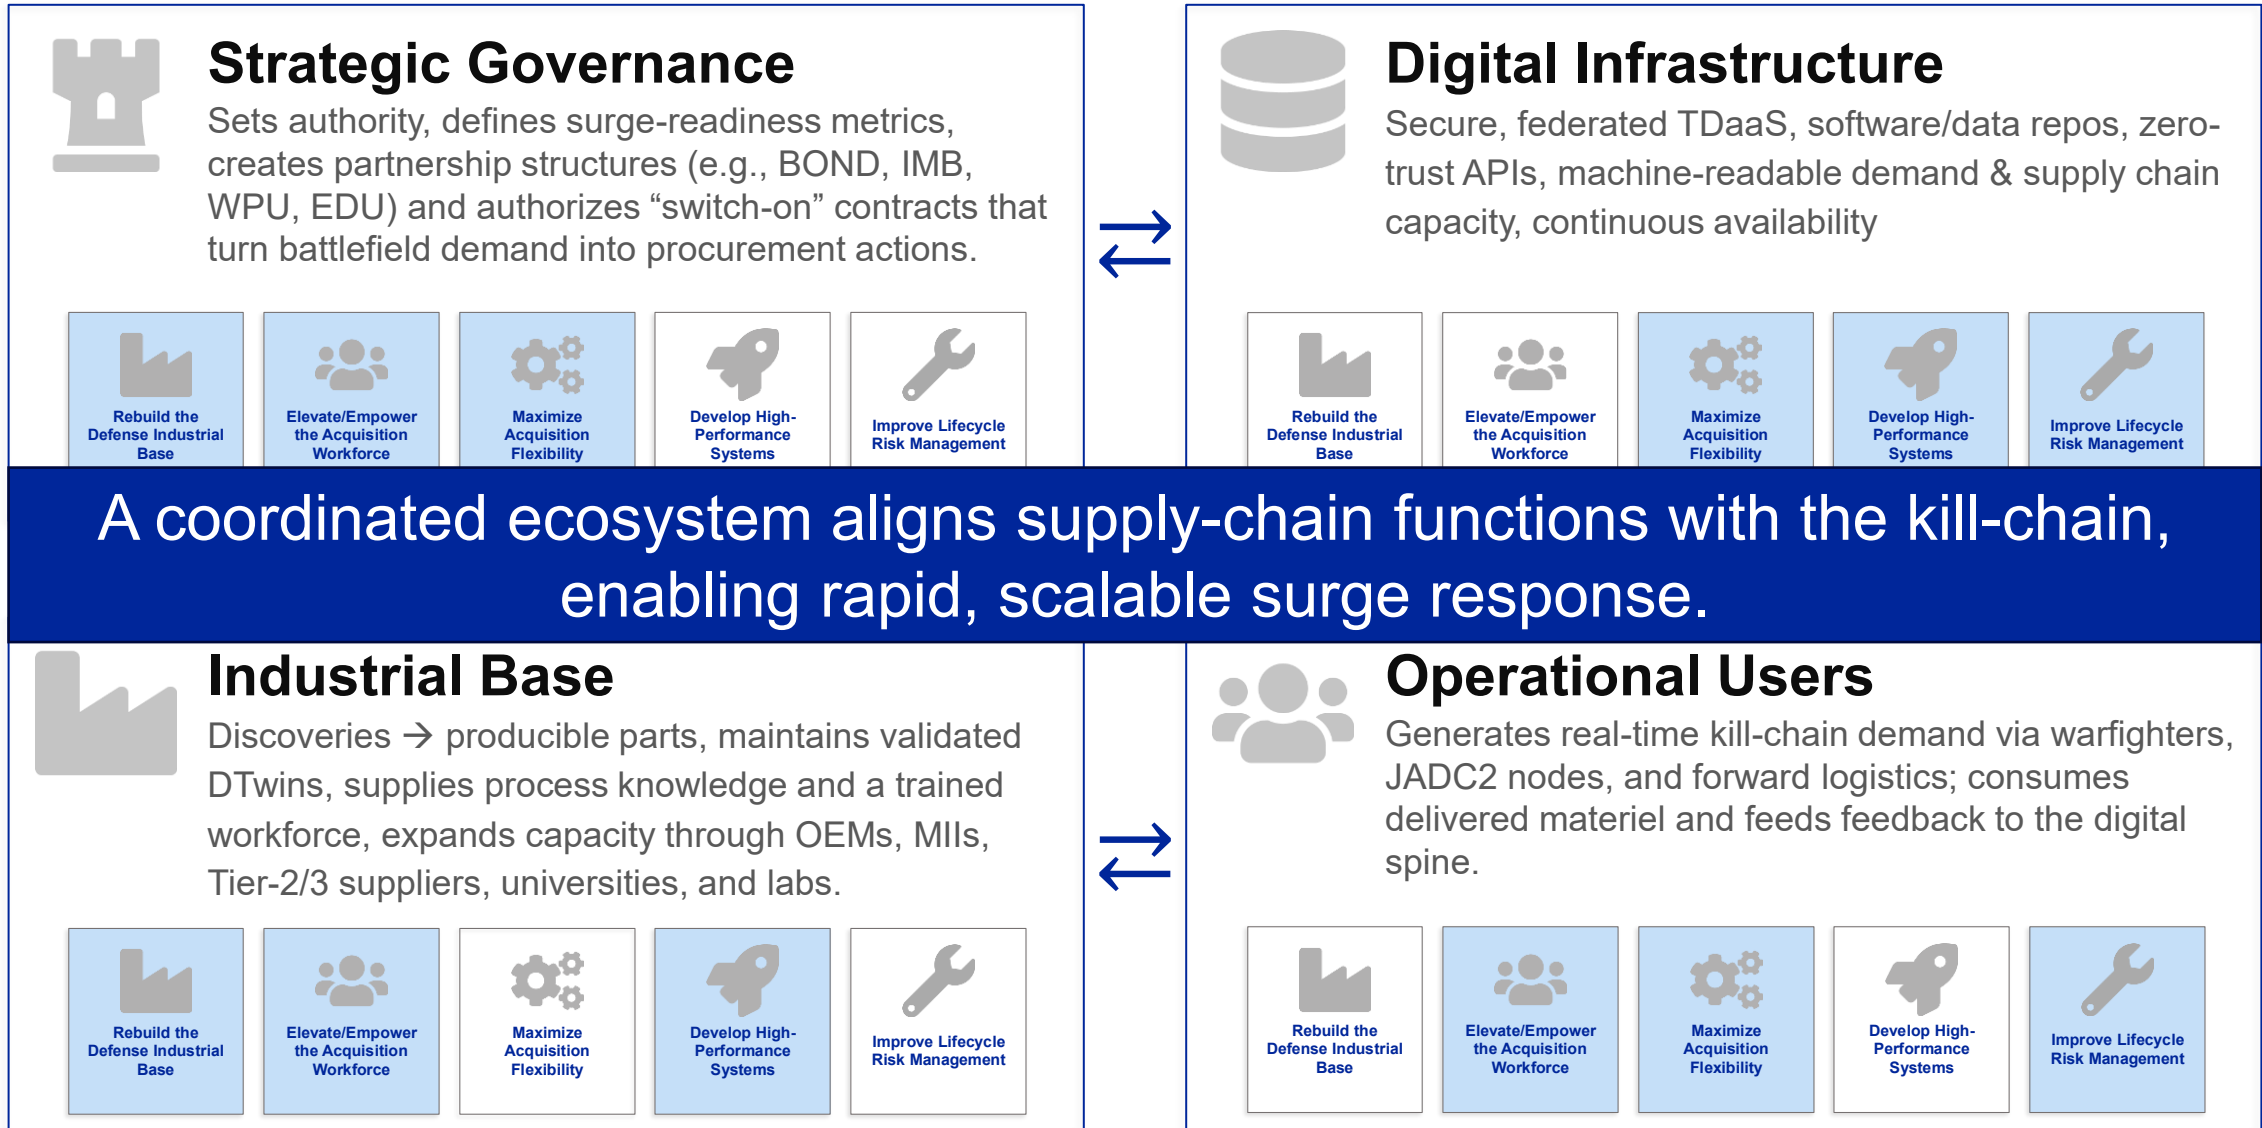 Strategic Governance
Sets authority, defines surge-readiness metrics,
creates partnership structures (e.g., BOND, IMB,
WPU, EDU) and authorizes “switch-on” contracts that
turn battlefield demand into procurement actions.
Rebuild the
Defense Industrial
Base
Elevate/Empower
the Acquisition
Workforce
Maximize
Acquisition
Flexibility
Develop High-
Performance
Systems
Improve Lifecycle
Risk Management
Digital Infrastructure
Secure, federated TDaaS, software/data repos, zero-
trust APIs, machine-readable demand & supply chain
capacity, continuous availability
Rebuild the
Defense Industrial
Base
Elevate/Empower
the Acquisition
Workforce
Maximize
Acquisition
Flexibility
Develop High-
Performance
Systems
Improve Lifecycle
Risk Management
A coordinated ecosystem aligns supply-chain functions with the kill-chain,
enabling rapid, scalable surge response.
Industrial Base
Discoveries → producible parts, maintains validated
DTwins, supplies process knowledge and a trained
workforce, expands capacity through OEMs, MIIs,
Tier-2/3 suppliers, universities, and labs.
Rebuild the
Defense Industrial
Base
Elevate/Empower
the Acquisition
Workforce
Maximize
Acquisition
Flexibility
Develop High-
Performance
Systems
Improve Lifecycle
Risk Management
Operational Users
Generates real-time kill-chain demand via warfighters,
JADC2 nodes, and forward logistics; consumes
delivered materiel and feeds feedback to the digital
spine.
Rebuild the
Defense Industrial
Base
Elevate/Empower
the Acquisition
Workforce
Maximize
Acquisition
Flexibility
Develop High-
Performance
Systems
Improve Lifecycle
Risk Management